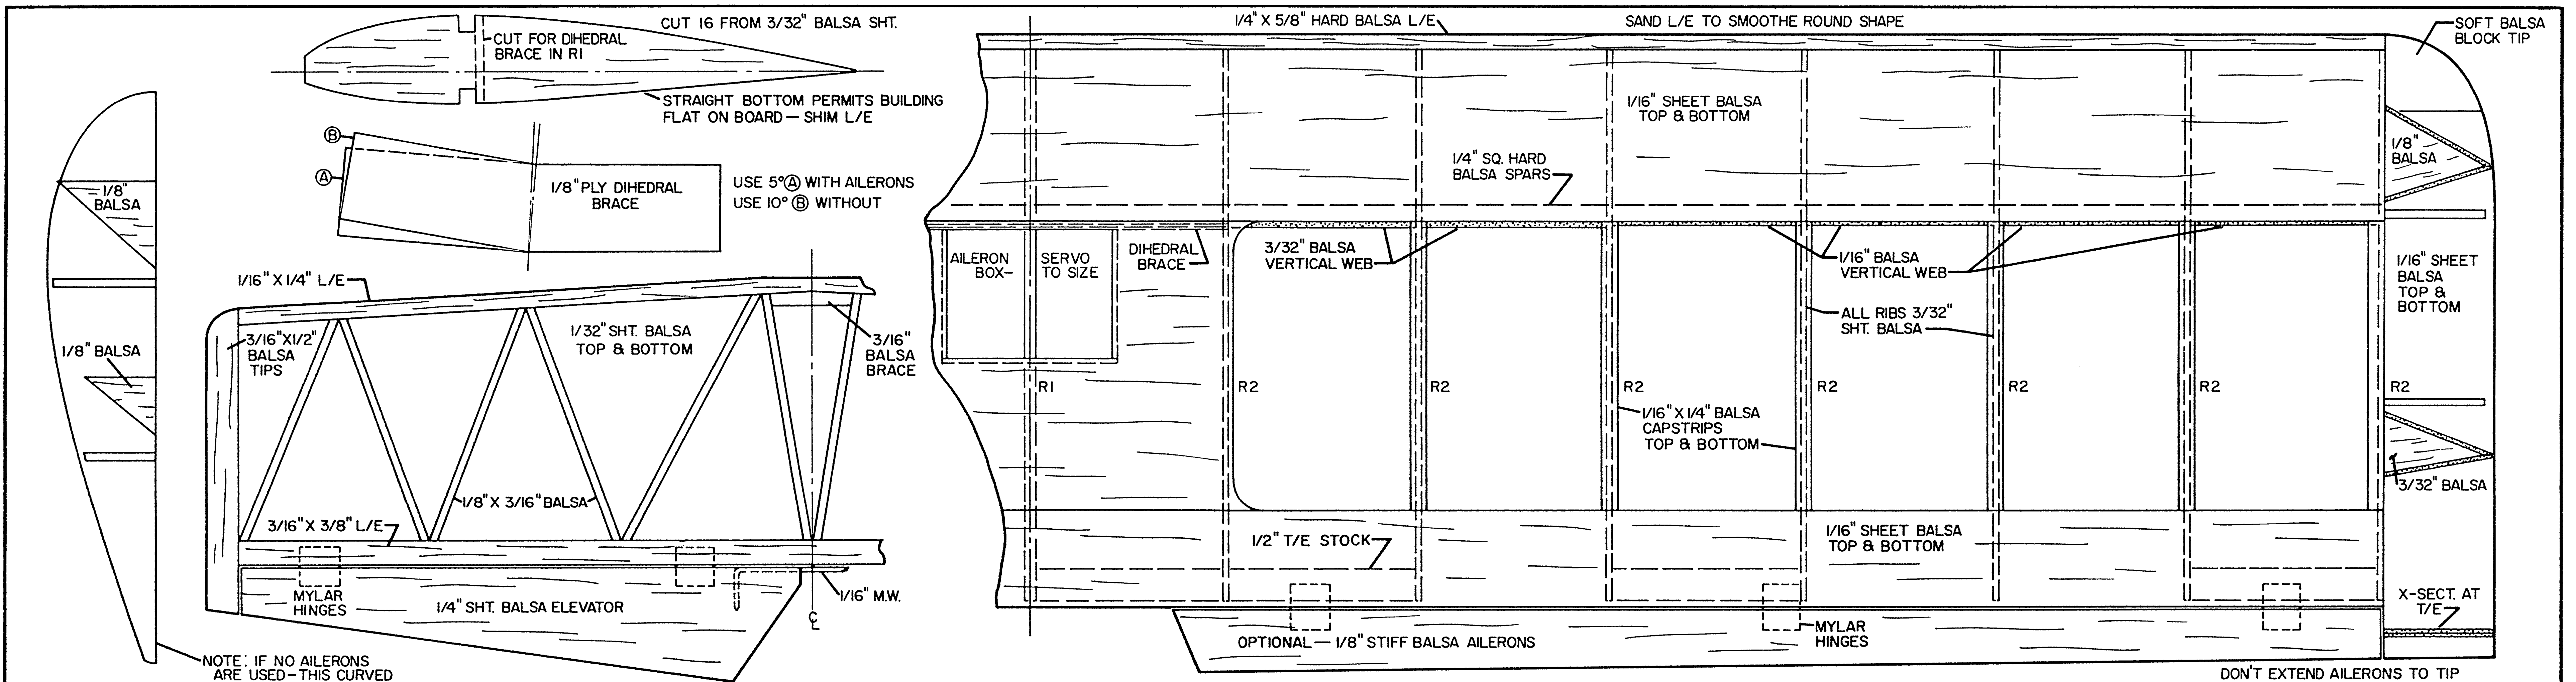 CUT 16 FROM 3/32" BALSA SHT.
CUT FOR DIHEDRAL
BRACE IN R1
STRAIGHT BOTTOM PERMITS BUILDING
FLAT ON BOARD — SHIM L/E
B
A
1/8" PLY DIHEDRAL
BRACE
USE 5° A WITH AILERONS
USE 10° B WITHOUT
1/8"
BALSA
1/8" BALSA
NOTE: IF NO AILERONS
ARE USED - THIS CURVED
1/16" X 1/4" L/E
3/16" X 1/2"
BALSA
TIPS
1/32" SHT. BALSA
TOP & BOTTOM
3/16"
BALSA
BRACE
1/8" X 3/16" BALSA
3/16" X 3/8" L/E
MYLAR
HINGES
1/4" SHT. BALSA ELEVATOR
1/16" M.W.
CL
1/4" X 5/8" HARD BALSA L/E
SAND L/E TO SMOOTHE ROUND SHAPE
SOFT BALSA
BLOCK TIP
1/16" SHEET BALSA
TOP & BOTTOM
1/4" SQ. HARD
BALSA SPARS
1/8"
BALSA
AILERON SERVO
BOX— TO SIZE
DIHEDRAL
BRACE
3/32" BALSA
VERTICAL WEB
1/16" BALSA
VERTICAL WEB
1/16" SHEET
BALSA
TOP &
BOTTOM
ALL RIBS 3/32"
SHT. BALSA
R1
R2
R2
R2
R2
R2
R2
R2
1/16" X 1/4" BALSA
CAPSTRIPS
TOP & BOTTOM
3/32" BALSA
1/2" T/E STOCK
1/16" SHEET BALSA
TOP & BOTTOM
X-SECT. AT
T/E
OPTIONAL — 1/8" STIFF BALSA AILERONS
MYLAR
HINGES
DON'T EXTEND AILERONS TO TIP